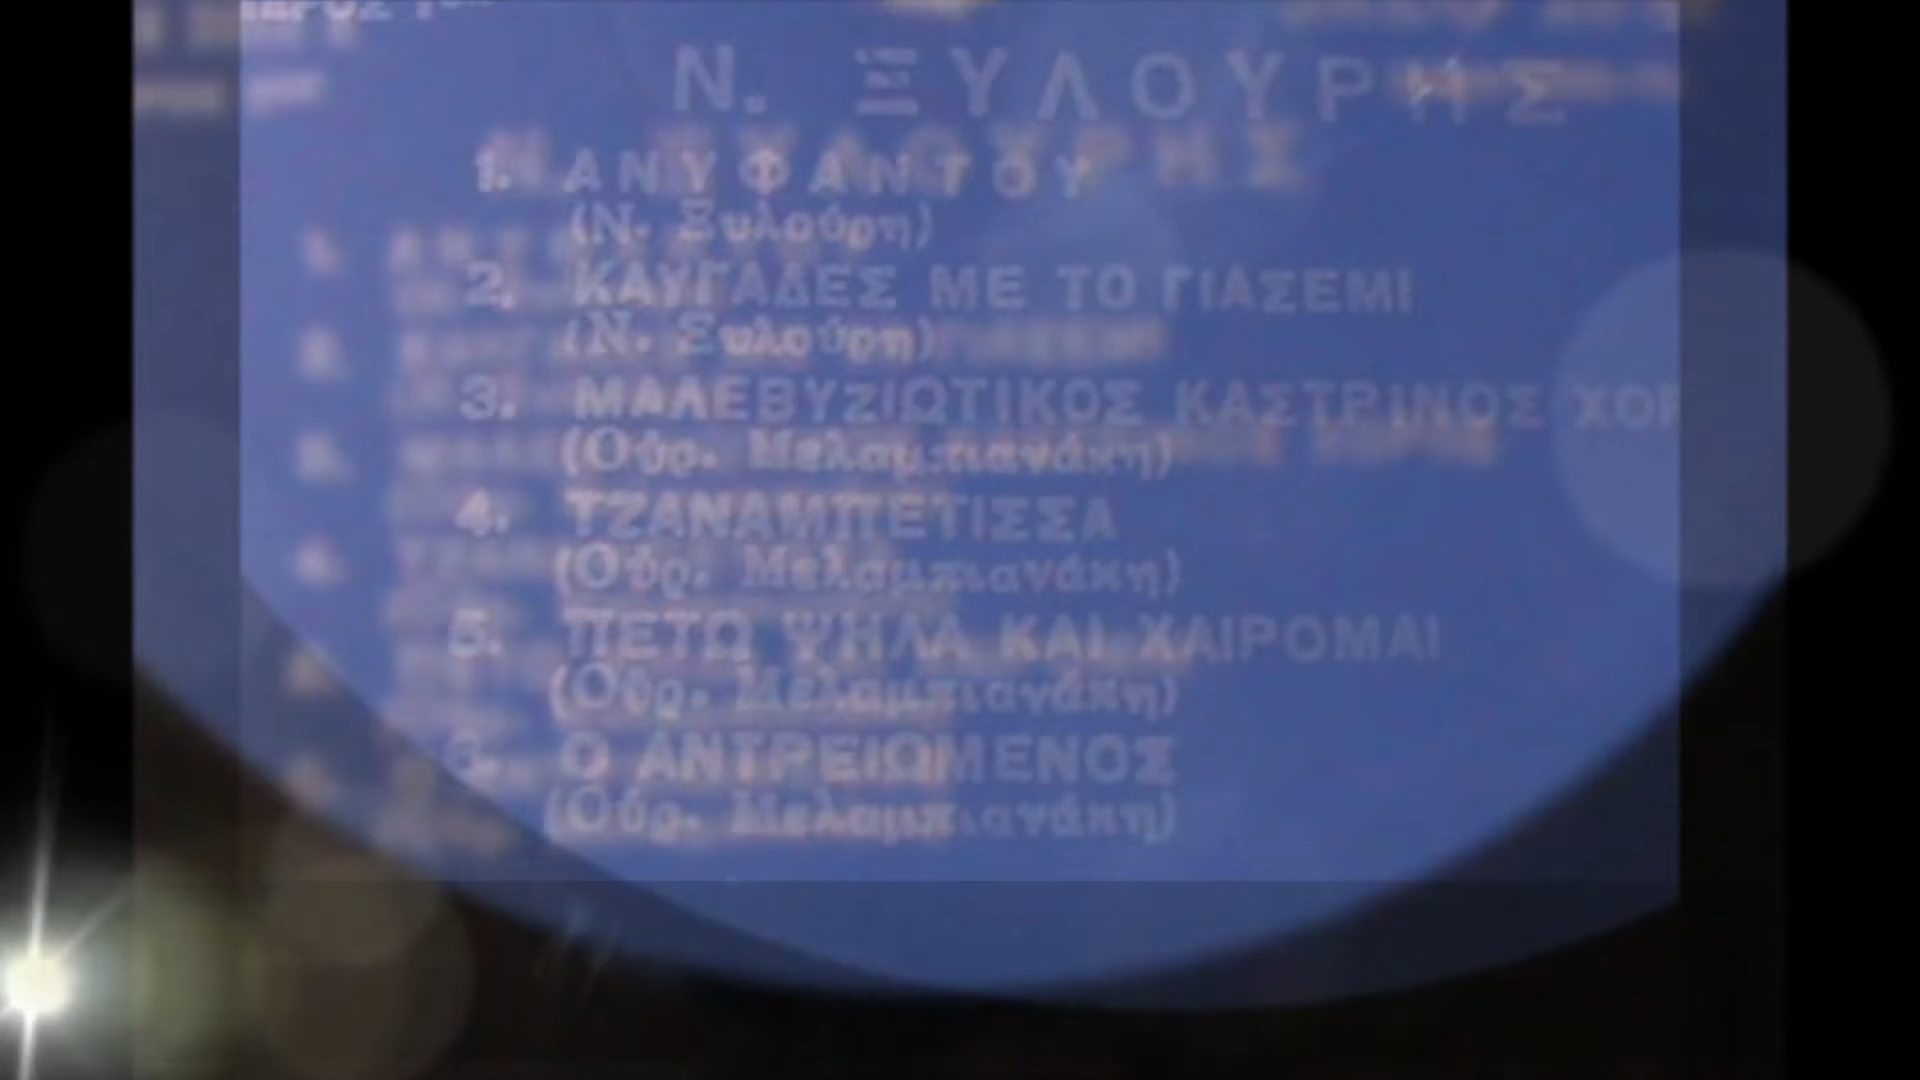 Ν. ΞΥΛΟΥΡΗΣ
1. ΑΝΥΦΑΝΤΟΥ
(Ν. Ξυλούρη)
2. ΚΑΥΓΑΔΕΣ ΜΕ ΤΟ ΓΙΑΣΕΜΙ
(Ν. Ξυλούρη)
3. ΜΑΛΕΒΥΖΙΩΤΙΚΟΣ ΚΑΣΤΡΙΝΟΣ ΧΟΡ
(Ούρ. Μελαμπιανάκη)
4. ΤΖΑΝΑΜΠΕΤΙΣΣΑ
(Ούρ. Μελαμπιανάκη)
5. ΠΕΤΩ ΨΗΛΑ ΚΑΙ ΧΑΙΡΟΜΑΙ
(Ούρ. Μελαμπιανάκη)
6. Ο ΑΝΤΡΕΙΩΜΕΝΟΣ
(Ούρ. Μελαμπιανάκη)